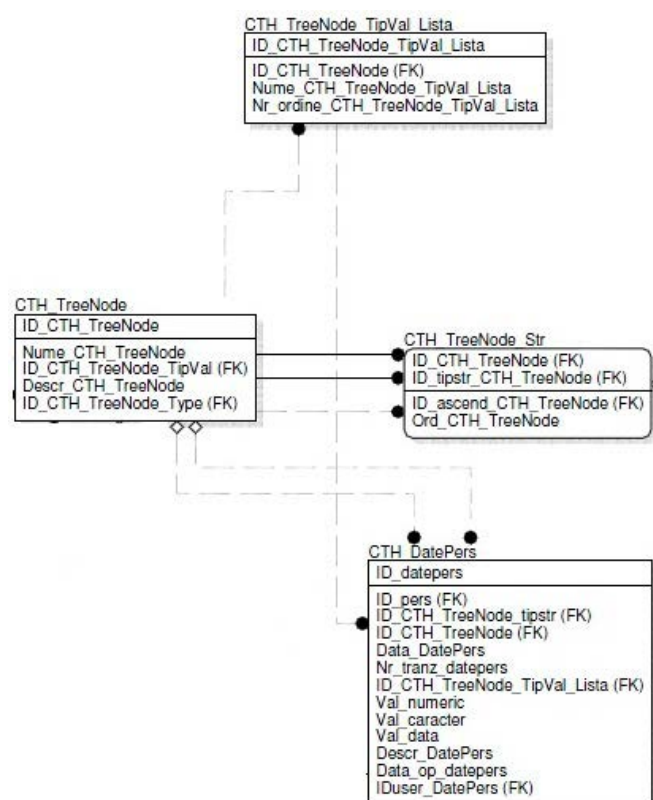 CTH_TreeNode_TipVal_Lista
ID_CTH_TreeNode_TipVal_Lista
ID_CTH_TreeNode (FK)
Nume_CTH_TreeNode_TipVal_Lista
Nr_ordine_CTH_TreeNode_TipVal_Lista
CTH_TreeNode
ID_CTH_TreeNode
Nume_CTH_TreeNode
ID_CTH_TreeNode_TipVal (FK)
Descr_CTH_TreeNode
ID_CTH_TreeNode_Type (FK)
CTH_TreeNode_Str
ID_CTH_TreeNode (FK)
ID_tipstr_CTH_TreeNode (FK)
ID_ascend_CTH_TreeNode (FK)
Ord_CTH_TreeNode
CTH_DatePers
ID_datepers
ID_pers (FK)
ID_CTH_TreeNode_tipstr (FK)
ID_CTH_TreeNode (FK)
Data_DatePers
Nr_tranz_datepers
ID_CTH_TreeNode_TipVal_Lista (FK)
Val_numeric
Val_caracter
Val_data
Descr_DatePers
Data_op_datepers
IDuser_DatePers (FK)